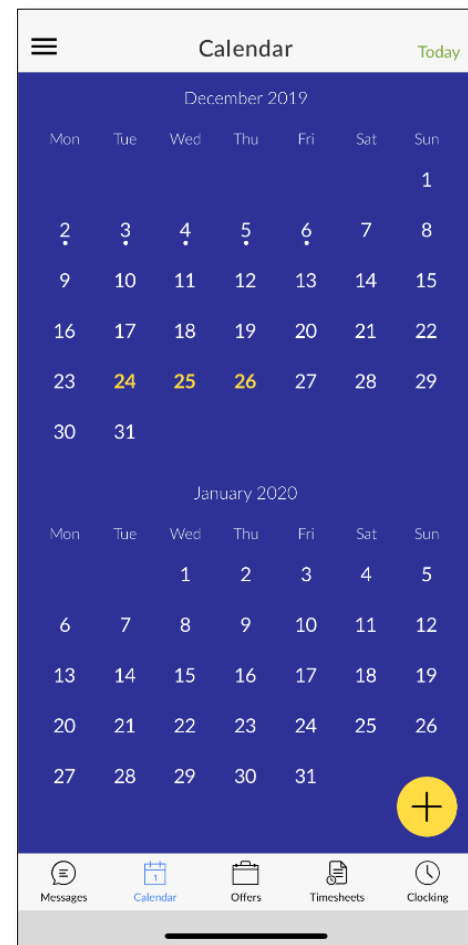 Calendar Today
December 2019
Mon Tue Wed Thu Fri Sat Sun
1
2 3 4 5 6 7 8
9 10 11 12 13 14 15
16 17 18 19 20 21 22
23 24 25 26 27 28 29
30 31
January 2020
Mon Tue Wed Thu Fri Sat Sun
1 2 3 4 5
6 7 8 9 10 11 12
13 14 15 16 17 18 19
20 21 22 23 24 25 26
27 28 29 30 31
1
Messages Calendar Offers Timesheets Clocking